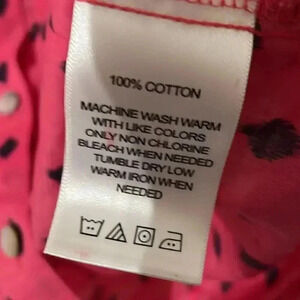 100% COTTON
MACHINE WASH WARM
WITH LIKE COLORS
ONLY NON CHLORINE
BLEACH WHEN NEEDED
TUMBLE DRY LOW
WARM IRON WHEN
NEEDED